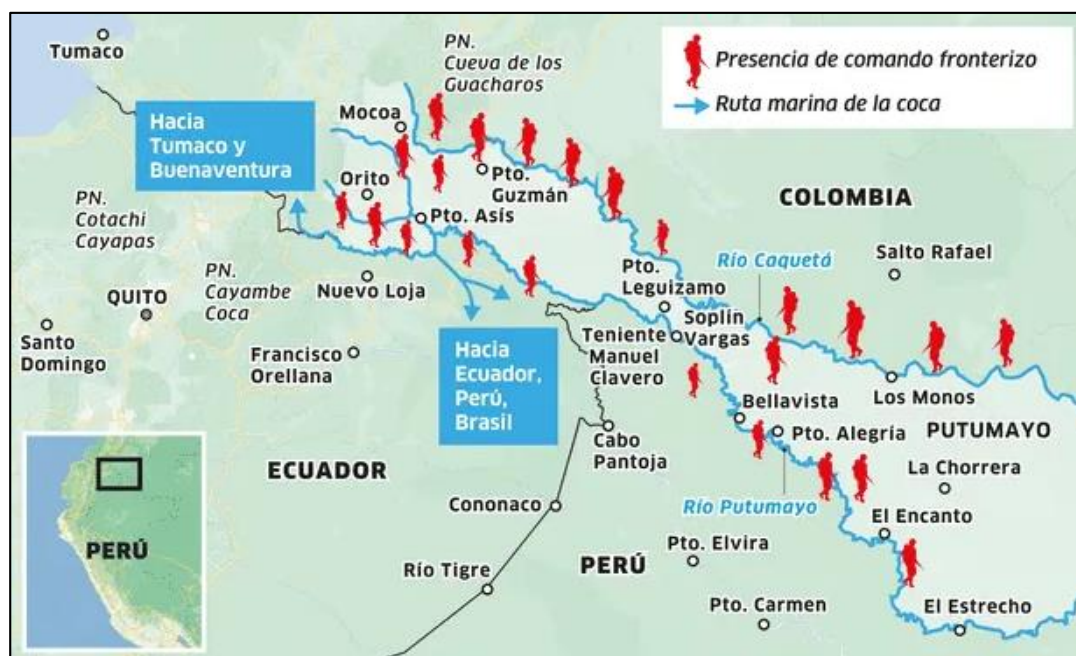 Tumaco
PN.
Cueva de los
Guacharos
Presencia de comando fronterizo
Ruta marina de la coca
Hacia
Tumaco y
Buenaventura
Mocoa
Orito
Pto.
Guzmán
Pto. Asís
COLOMBIA
PN.
Cotachi
Cayapas
PN.
Cayambe
Coca
QUITO
Nuevo Loja
Santo
Domingo
Francisco
Orellana
Río Caquetá
Salto Rafael
Pto.
Leguizamo
Soplín
Vargas
Teniente
Manuel
Clavero
Hacia
Ecuador,
Perú,
Brasil
Los Monos
Bellavista
Pto. Alegría
PUTUMAYO
Cabo
Pantoja
ECUADOR
La Chorrera
Río Putumayo
Cononaco
El Encanto
PERÚ
Río Tigre
PERÚ
Pto. Elvira
Pto. Carmen
El Estrecho